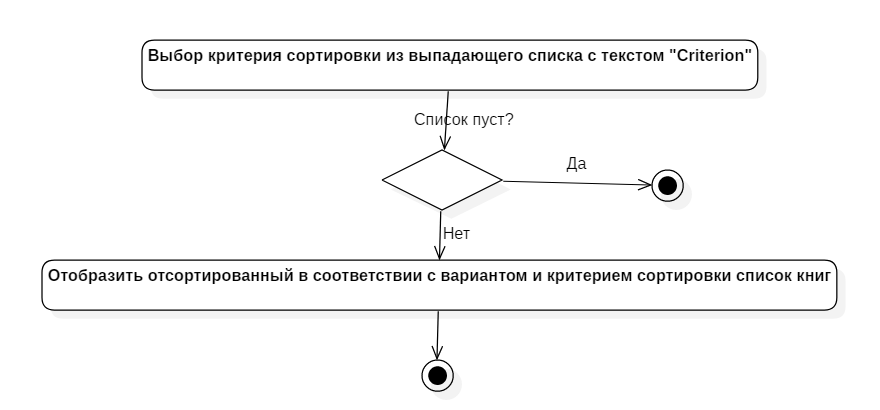 Выбор критерия сортировки из выпадающего списка с текстом "Criterion"
Список пуст?
Да
Нет
Отобразить отсортированный в соответствии с вариантом и критерием сортировки список книг